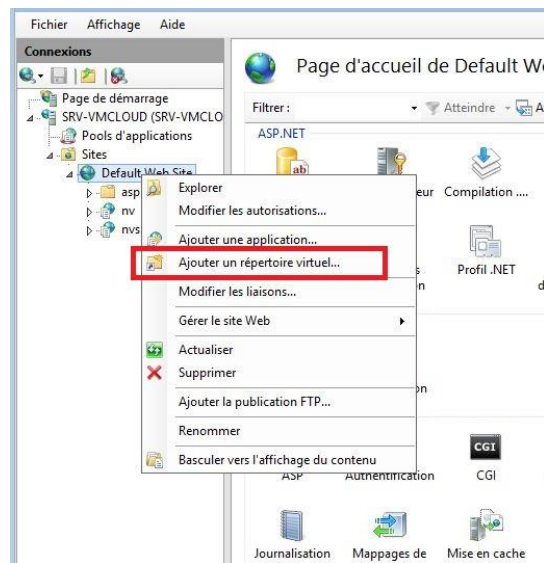 Fichier Affichage Aide
Connexions
Page de démarrage
SRV-VMCLOUD (SRV-VMCLO
Pools d'applications
Sites
Default Web Site
asp
nv
nvs
Explorer
Modifier les autorisations...
Ajouter une application...
Ajouter un répertoire virtuel...
Modifier les liaisons...
Gérer le site Web
Actualiser
Supprimer
Ajouter la publication FTP...
Renommer
Basculer vers l'affichage du contenu
Page d'accueil de Default W
Filtrer :
Atteindre
A
ASP.NET
ab
eur
Compilation ....
Profil .NET
d
on
ASP
Authentification
CGI
CGI
Journalisation
Mappages de
Mise en cache